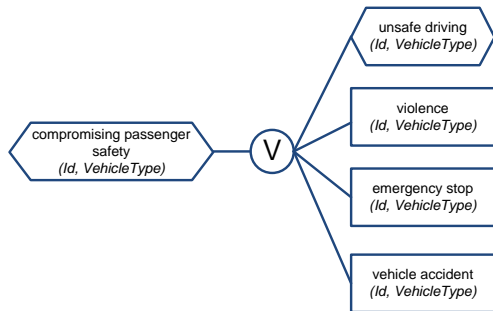 compromising passenger
safety
(Id, VehicleType)
V
unsafe driving
(Id, VehicleType)
violence
(Id, VehicleType)
emergency stop
(Id, VehicleType)
vehicle accident
(Id, VehicleType)